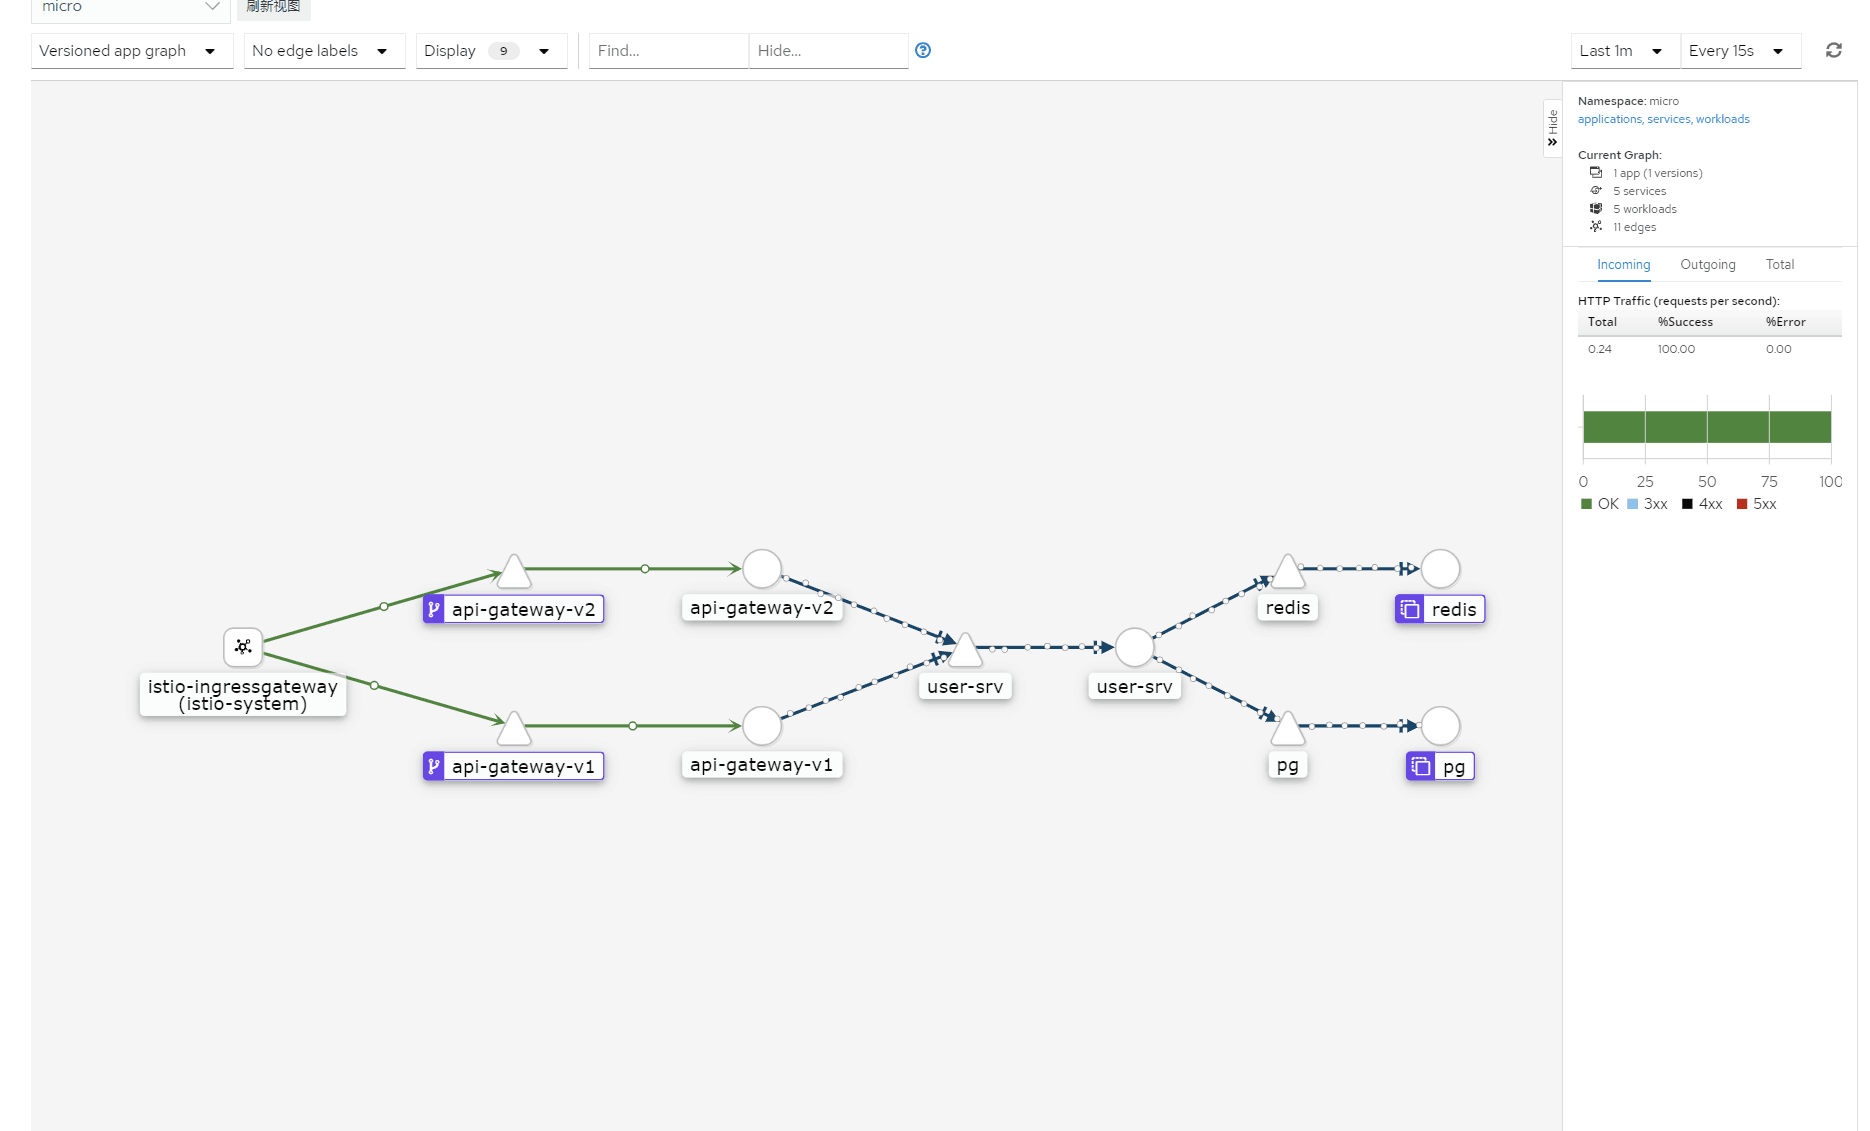 micro
刷新视图
Versioned app graph
No edge labels
Display 9
Find...
Hide...
Last 1m
Every 15s
Hide
Namespace: micro
applications, services, workloads
Current Graph:
1 app (1 versions)
5 services
5 workloads
11 edges
Incoming Outgoing Total
HTTP Traffic (requests per second):
Total %Success %Error
0.24 100.00 0.00
0 25 50 75 100
OK 3xx 4xx 5xx
api-gateway-v2
api-gateway-v2
redis
redis
istio-ingressgateway
(istio-system)
user-srv
user-srv
api-gateway-v1
api-gateway-v1
pg
pg